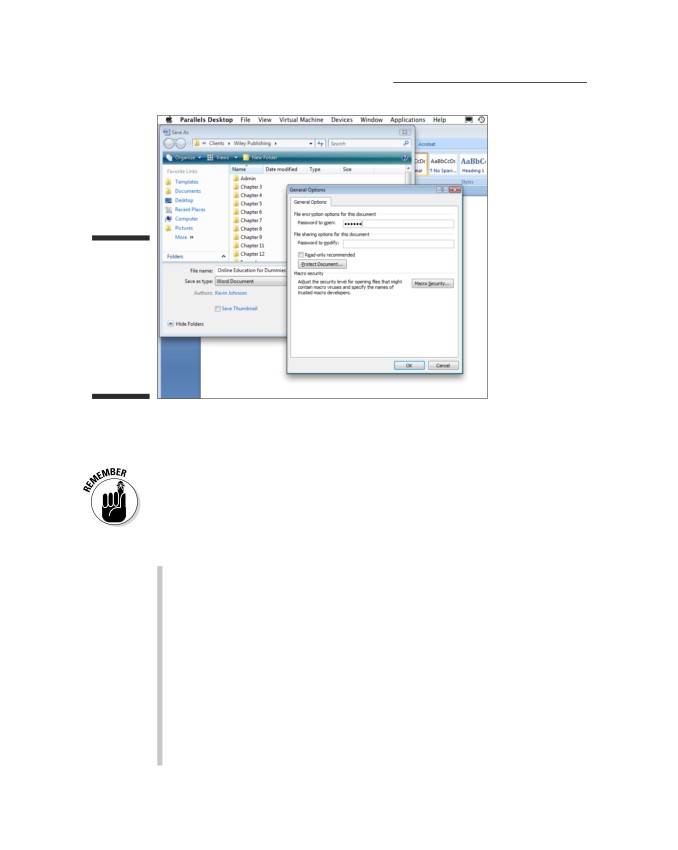 Parallels Desktop File View Virtual Machine Devices Window Applications Help
Save As
Clients Wiley Publishing
Search
Acrobat
Organize Views New Folder
Favorite Links
Templates
Documents
Desktop
Recent Places
Computer
Pictures
More
Folders
Name Date modified Type Size
Admin
Chapter 3
Chapter 4
Chapter 5
Chapter 6
Chapter 7
Chapter 8
Chapter 9
Chapter 11
Chapter 12
File name: Online Education for Dummies
Save as type: Word Document
Authors: Kevin Johnson
Save Thumbnail
Hide Folders
AaBbCcDc AaBbC
T No Spaci... Heading 1
General Options
General Options
File encryption options for this document
Password to open: ••••••
File sharing options for this document
Password to modify:
Read-only recommended
Protect Document...
Macro security
Adjust the security level for opening files that might
contain macro viruses and specify the names of
trusted macro developers.
Macro Security...
OK Cancel
REMEMBER